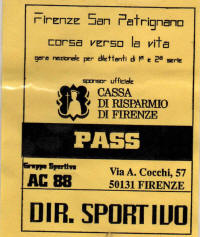 Firenze San Patrignano
corsa verso la vita
gara nazionale per dilettanti di 1ª e 2ª serie
sponsor ufficiale
CASSA
DI RISPARMIO
DI FIRENZE
PASS
Gruppo Sportivo
AC 88
Via A. Cocchi, 57
50131 FIRENZE
DIR. SPORTIVO